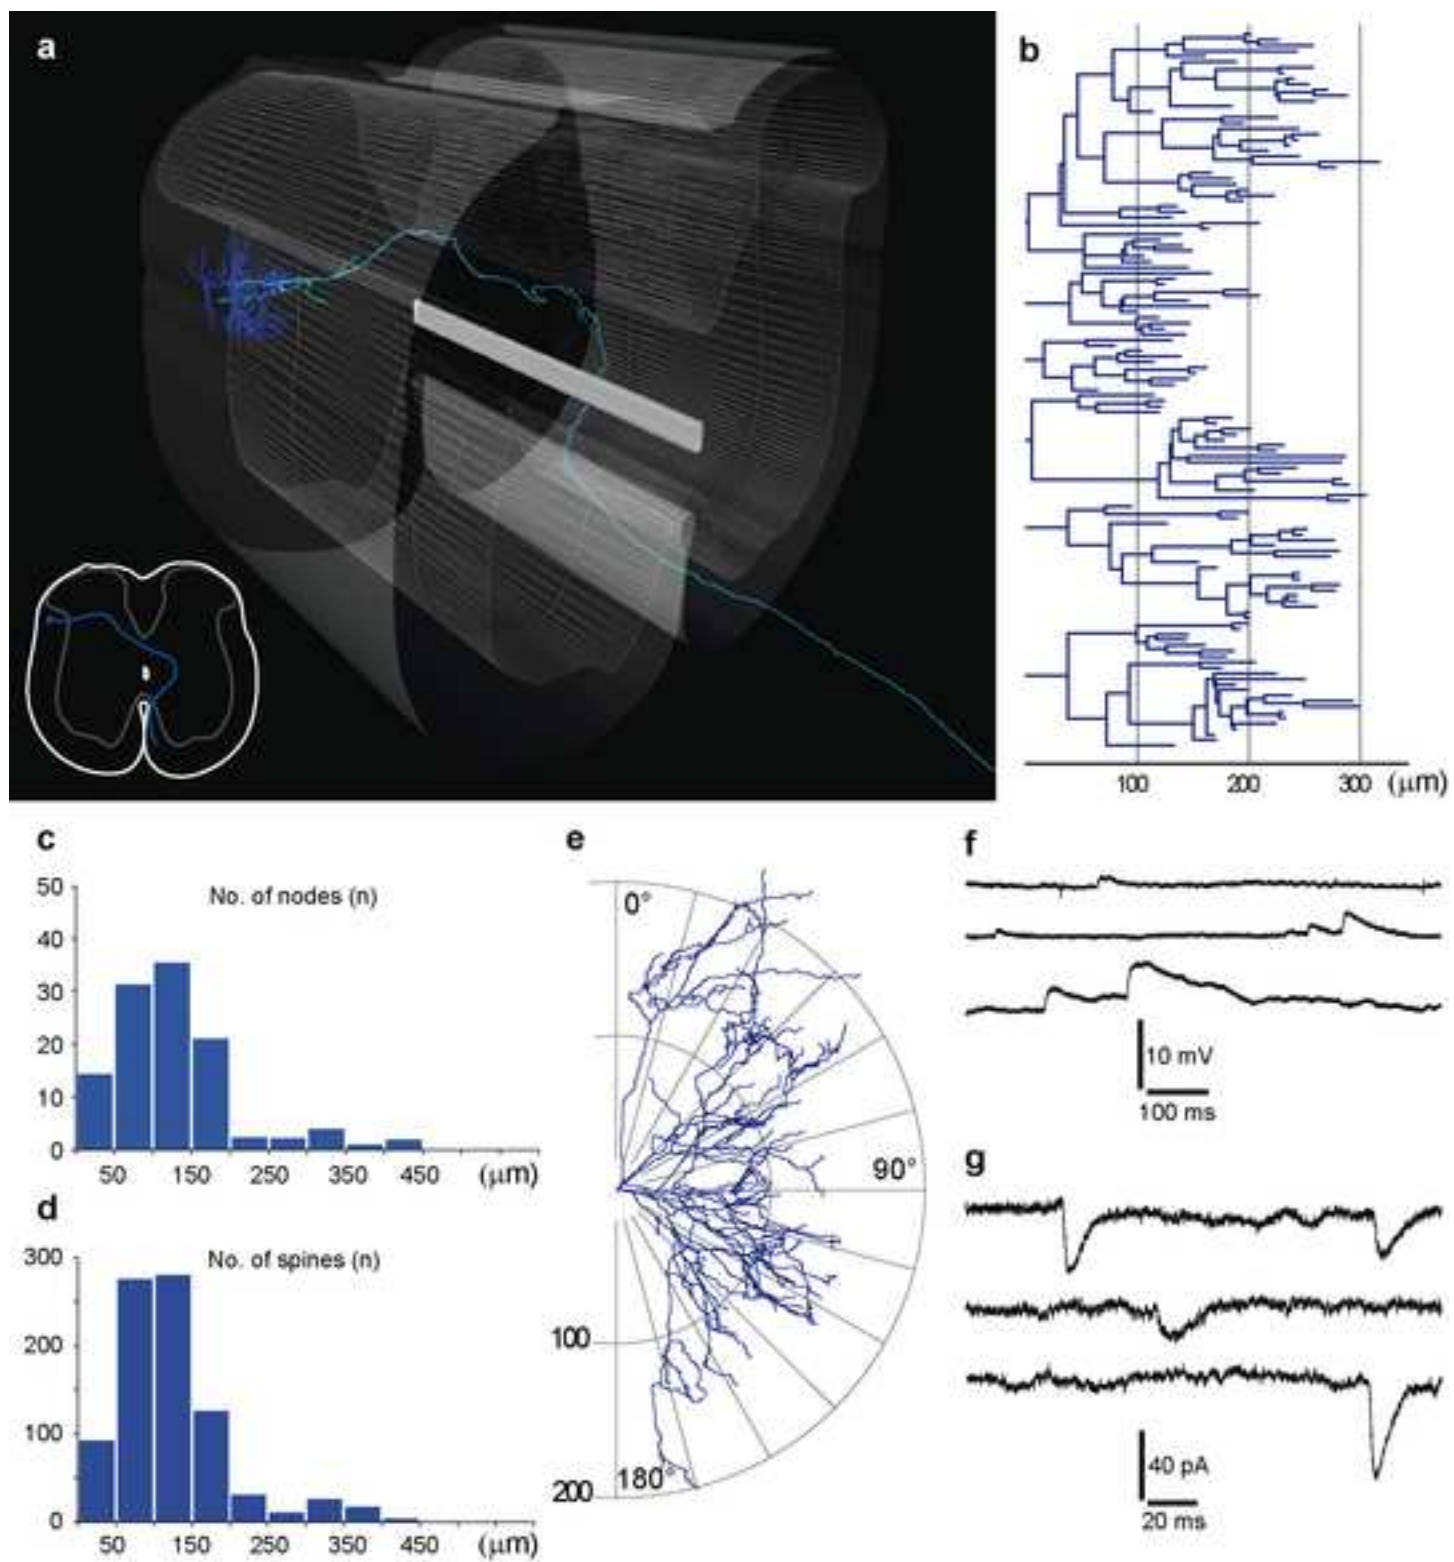 a
b
100 200 300 (μm)
c
No. of nodes (n)
50
40
30
20
10
0
50 150 250 350 450 (μm)
d
No. of spines (n)
300
200
100
0
50 150 250 350 450 (μm)
e
0°
90°
100
200
180°
f
10 mV
100 ms
g
40 pA
20 ms